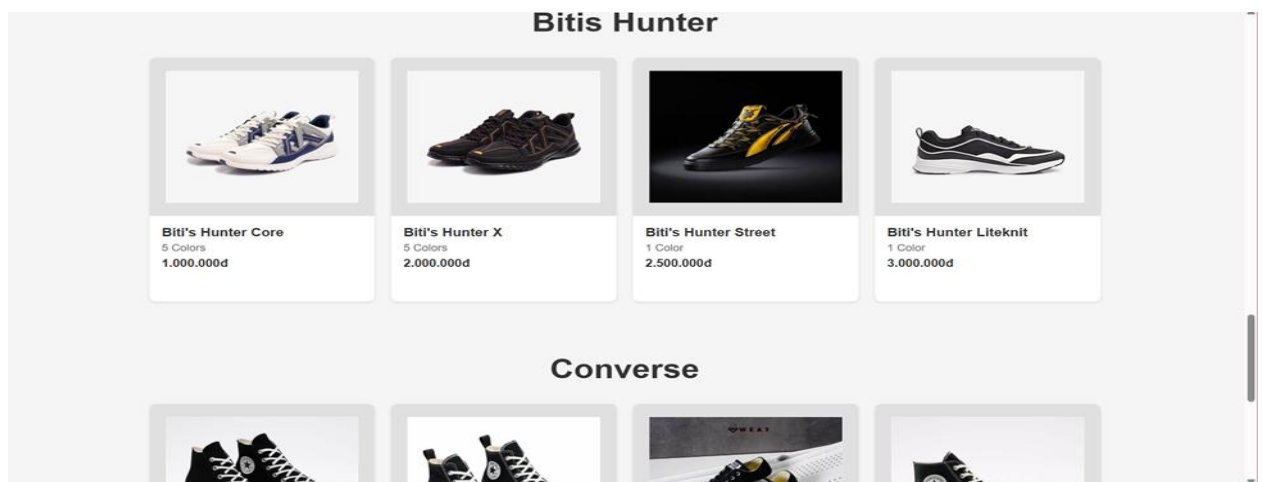 Bitis Hunter
Biti's Hunter Core
5 Colors
1.000.000đ
Biti's Hunter X
5 Colors
2.000.000đ
Biti's Hunter Street
1 Color
2.500.000đ
Biti's Hunter Liteknit
1 Color
3.000.000đ
Converse
WEAR